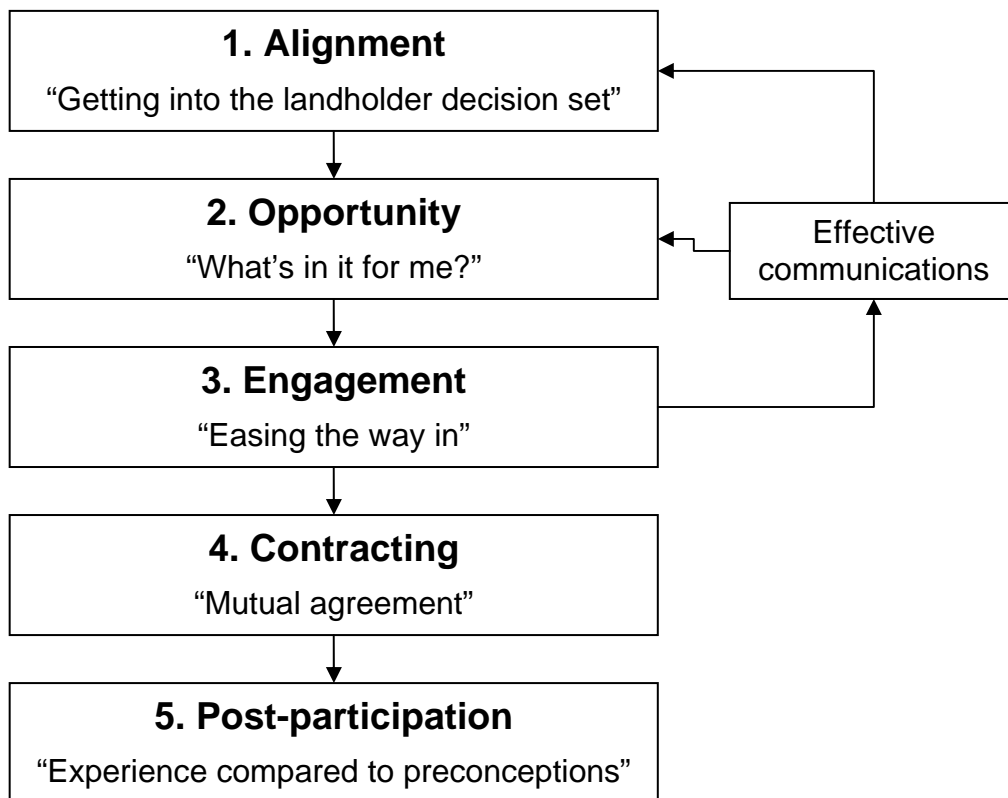 1. Alignment
“Getting into the landholder decision set”
2. Opportunity
“What’s in it for me?”
Effective
communications
3. Engagement
“Easing the way in”
4. Contracting
“Mutual agreement”
5. Post-participation
“Experience compared to preconceptions”